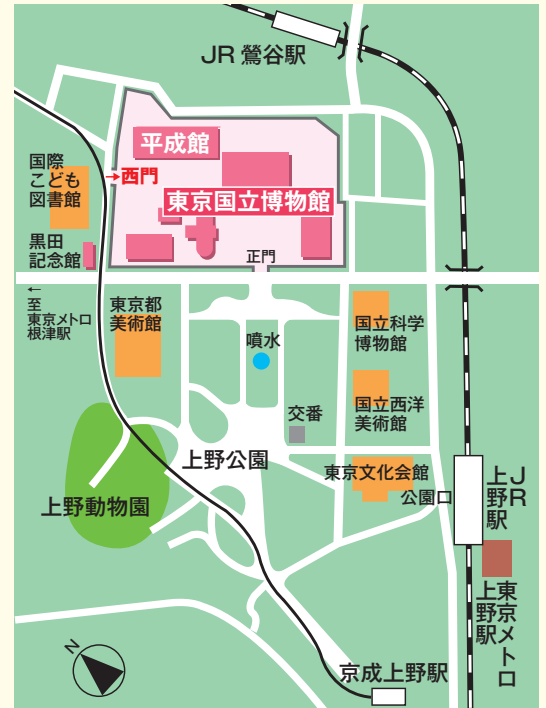 JR 鶯谷駅
平成館
国際
こども
図書館
→西門
東京国立博物館
黒田
記念館
正門
←
至
東京メトロ
根津駅
東京都
美術館
噴水
国立科学
博物館
国立西洋
美術館
交番
上野公園
東京文化会館
公園口
JR
上野駅
上野動物園
東京メトロ
上野駅
N
京成上野駅